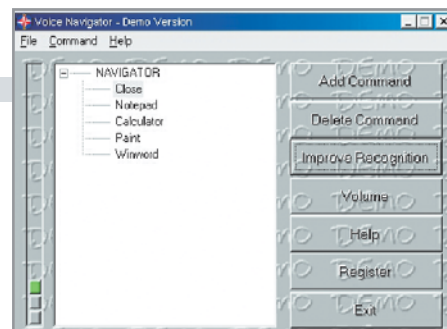 Voice Navigator - Demo Version
File Command Help
NAVIGATOR
Close
Notepad
Calculator
Paint
Winword
Add Command
Delete Command
Improve Recognition
Volume
Help
Register
Exit